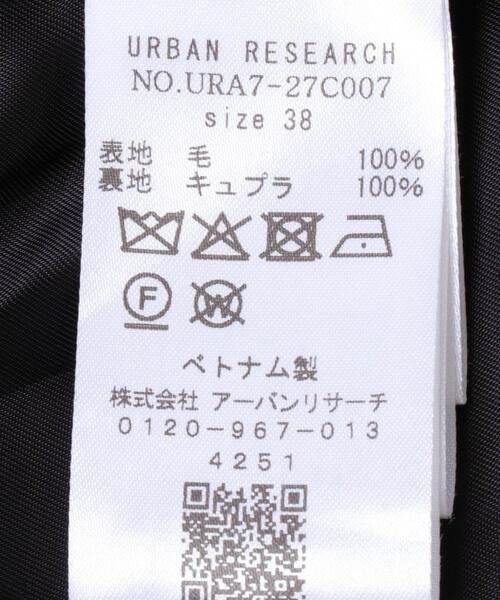 URBAN RESEARCH
NO.URA7-27C007
size 38
表地 毛 100%
裏地 キュプラ 100%
F W
ベトナム製
株式会社 アーバンリサーチ
0120-967-013
4251